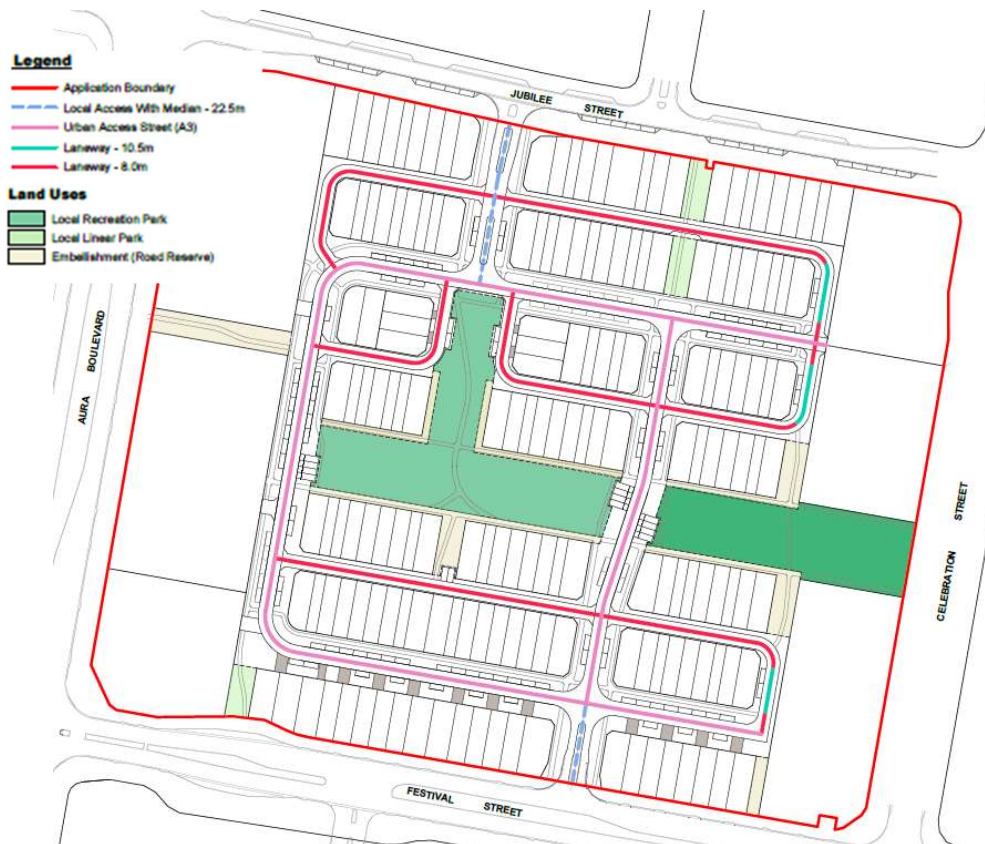 Legend
Application Boundary
Local Access With Median - 22.5m
Urban Access Street (A3)
Laneway - 10.5m
Laneway - 8.0m
Land Uses
Local Recreation Park
Local Linear Park
Embellishment (Road Reserve)
JUBILEE STREET
AURA BOULEVARD
CELEBRATION STREET
FESTIVAL STREET